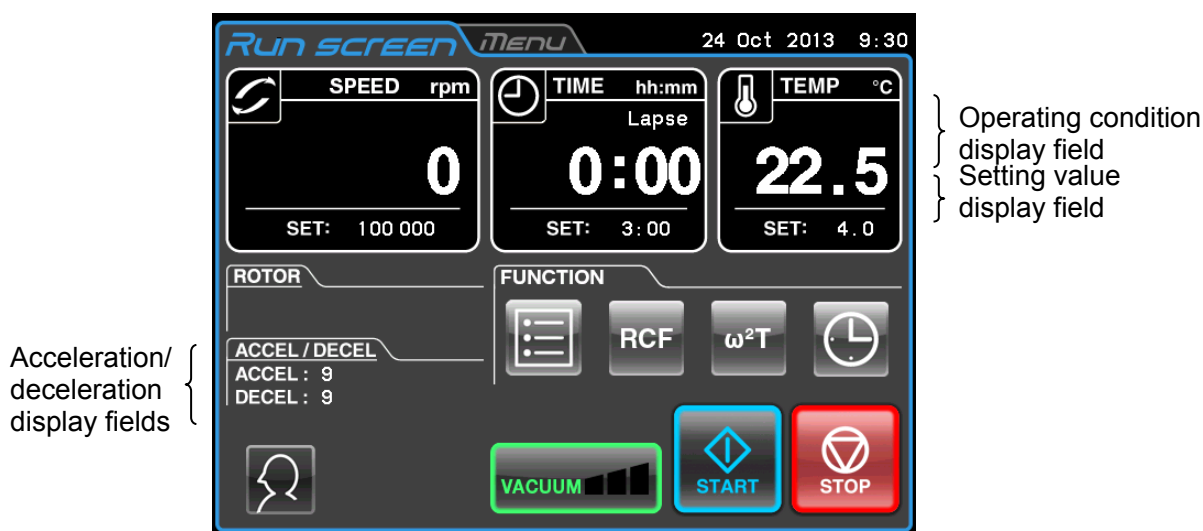 Run screen Menu 24 Oct 2013 9:30
SPEED rpm
0
SET: 100 000
TIME hh:mm
Lapse
0:00
SET: 3:00
TEMP °C
22.5
SET: 4.0
Operating condition
display field
Setting value
display field
ROTOR
FUNCTION
RCF
ω²T
Acceleration/
deceleration
display fields
ACCEL / DECEL
ACCEL : 9
DECEL : 9
VACUUM
START
STOP